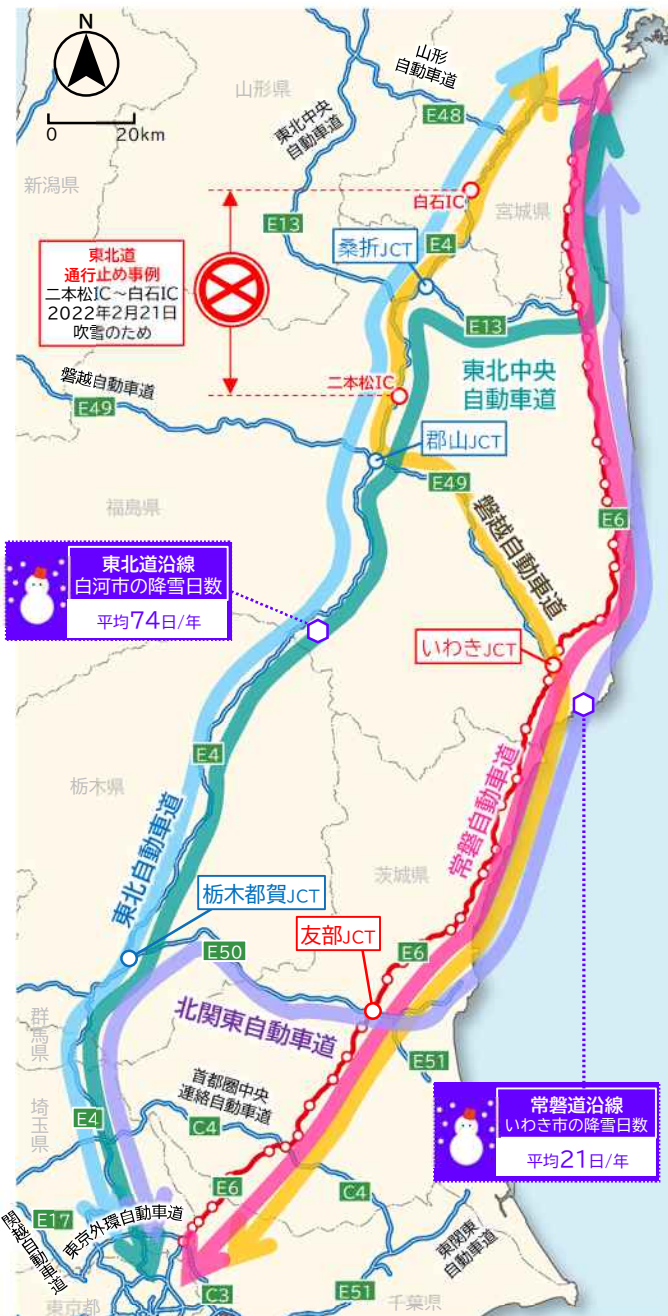 N
0 20km
山形
自動車道
山形県
E48
東北中央
自動車道
新潟県
白石IC
宮城県
E13
桑折JCT
E4
東北道
通行止め事例
二本松IC～白石IC
2022年2月21日
吹雪のため
E13
東北中央
自動車道
磐越自動車道
二本松IC
E49
郡山JCT
E49
福島県
磐越自動車道
E6
東北道沿線
白河市の降雪日数
平均74日/年
いわきJCT
E4
常磐自動車道
栃木県
東北自動車道
茨城県
栃木都賀JCT
友部JCT
E50
E6
北関東自動車道
群馬県
E51
首都圏中央
連絡自動車道
埼玉県
E4
C4
常磐道沿線
いわき市の降雪日数
平均21日/年
E6
C4
関越自動車道
E17
東京外環自動車道
東関東
自動車道
C3
E51
東京都
千葉県